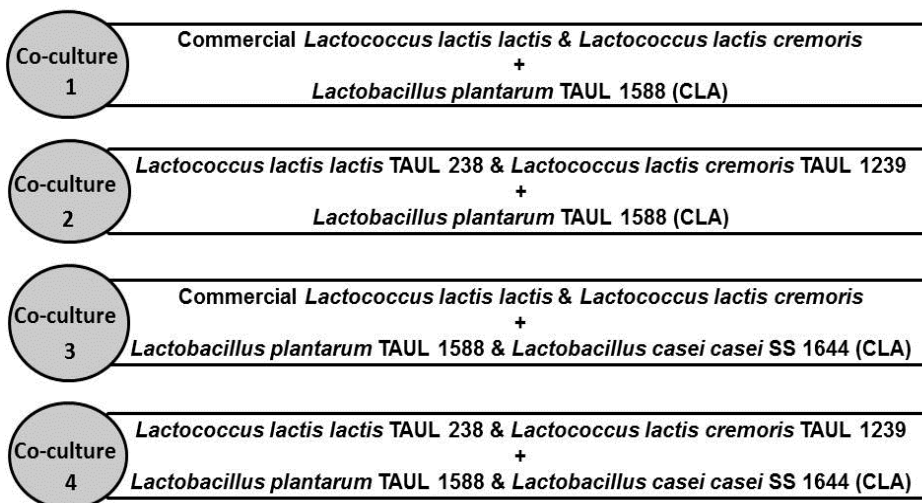 Co-culture
1
Commercial Lactococcus lactis lactis & Lactococcus lactis cremoris
+
Lactobacillus plantarum TAUL 1588 (CLA)
Co-culture
2
Lactococcus lactis lactis TAUL 238 & Lactococcus lactis cremoris TAUL 1239
+
Lactobacillus plantarum TAUL 1588 (CLA)
Co-culture
3
Commercial Lactococcus lactis lactis & Lactococcus lactis cremoris
+
Lactobacillus plantarum TAUL 1588 & Lactobacillus casei casei SS 1644 (CLA)
Co-culture
4
Lactococcus lactis lactis TAUL 238 & Lactococcus lactis cremoris TAUL 1239
+
Lactobacillus plantarum TAUL 1588 & Lactobacillus casei casei SS 1644 (CLA)